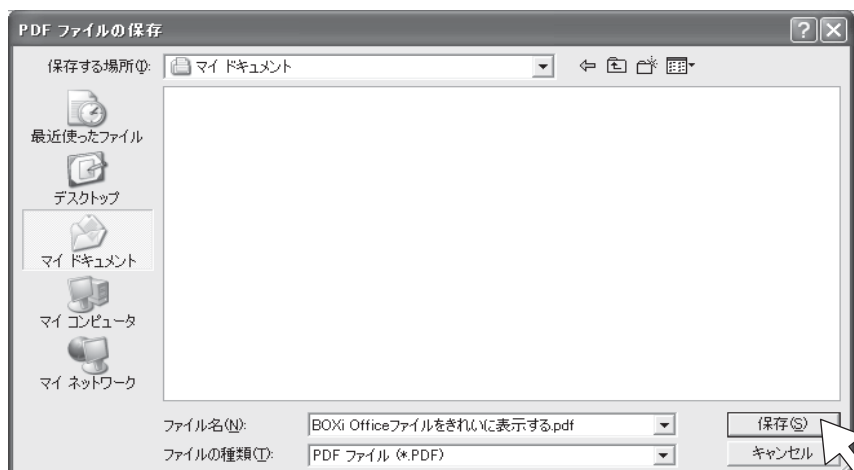 PDF ファイルの保存
保存する場所(I):
マイ ドキュメント
最近使ったファイル
デスクトップ
マイ ドキュメント
マイ コンピュータ
マイ ネットワーク
ファイル名(N):
BOXi Officeファイルをきれいに表示する.pdf
保存(S)
ファイルの種類(T):
PDF ファイル (*.PDF)
キャンセル